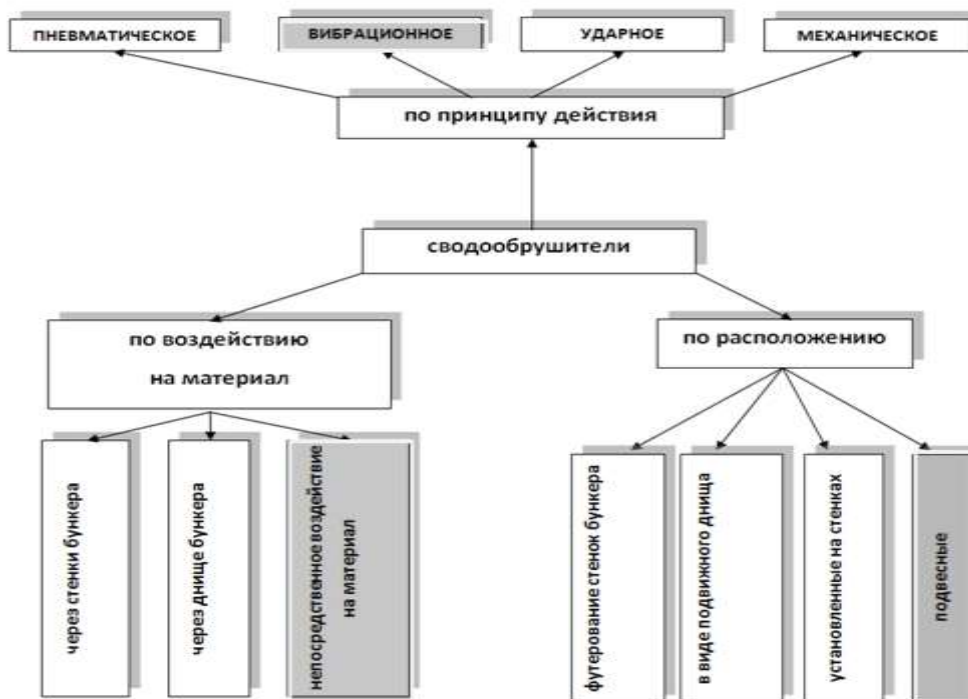 ПНЕВМАТИЧЕСКОЕ
ВИБРАЦИОННОЕ
УДАРНОЕ
МЕХАНИЧЕСКОЕ
по принципу действия
сводообрушители
по воздействию
на материал
по расположению
через стенки бункера
через днище бункера
непосредственное воздействие
на материал
футерование стенок бункера
в виде подвижного днища
установленные на стенках
подвесные